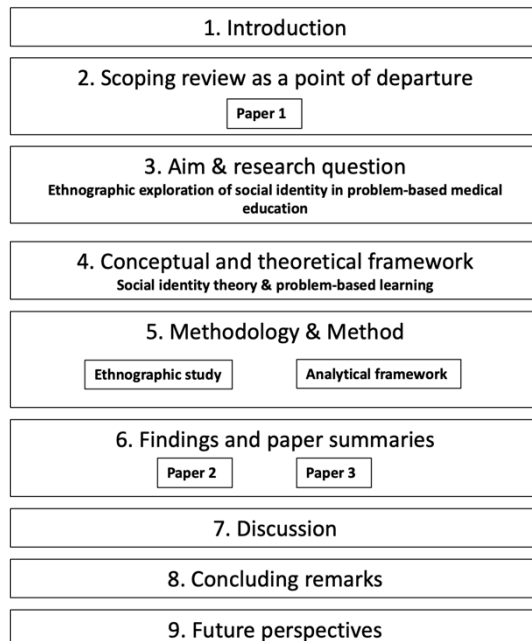 1. Introduction
2. Scoping review as a point of departure
Paper 1
3. Aim & research question
Ethnographic exploration of social identity in problem-based medical
education
4. Conceptual and theoretical framework
Social identity theory & problem-based learning
5. Methodology & Method
Ethnographic study
Analytical framework
6. Findings and paper summaries
Paper 2
Paper 3
7. Discussion
8. Concluding remarks
9. Future perspectives